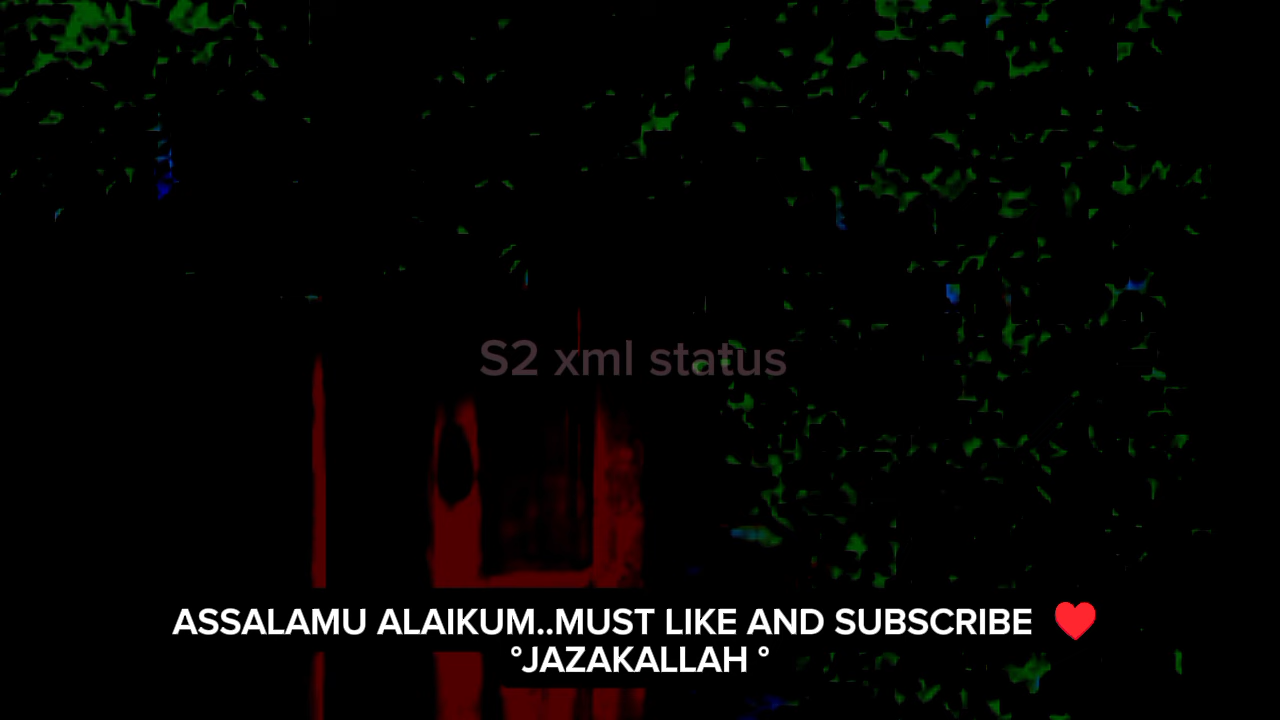 S2 xml status
ASSALAMU ALAIKUM..MUST LIKE AND SUBSCRIBE ♥️
°JAZAKALLAH °